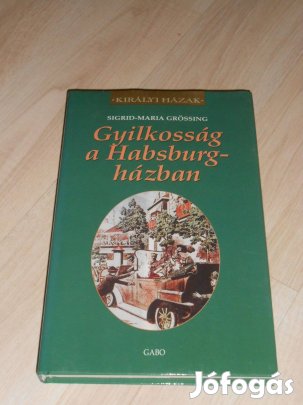 •KIRÁLYI HÁZAK•
SIGRID-MARIA GRÖSSING
Gyilkosság
a Habsburg-
házban
GABO
Jófogás